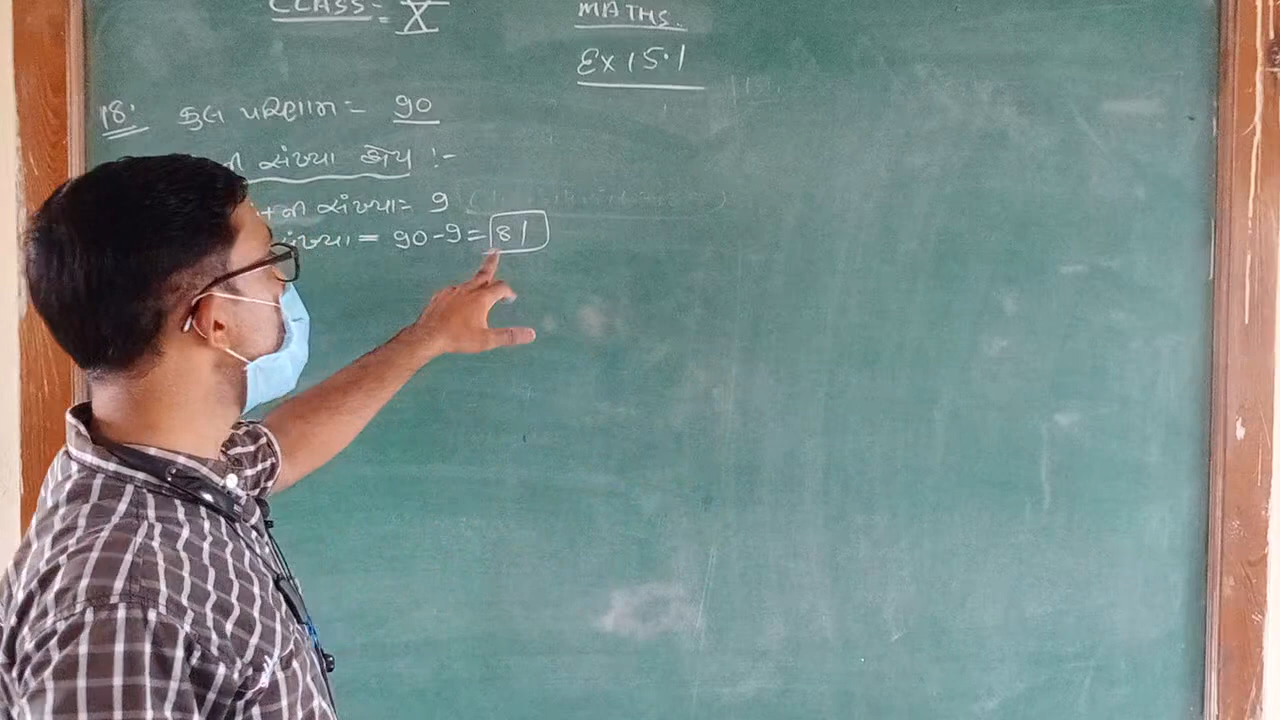 CLASS - X
MATHS.
Ex 15.1
18. કુલ પરિણામ = 90
ની સંખ્યા હોય :-
ની સંખ્યા = 9
સંખ્યા = 90 - 9 = 81